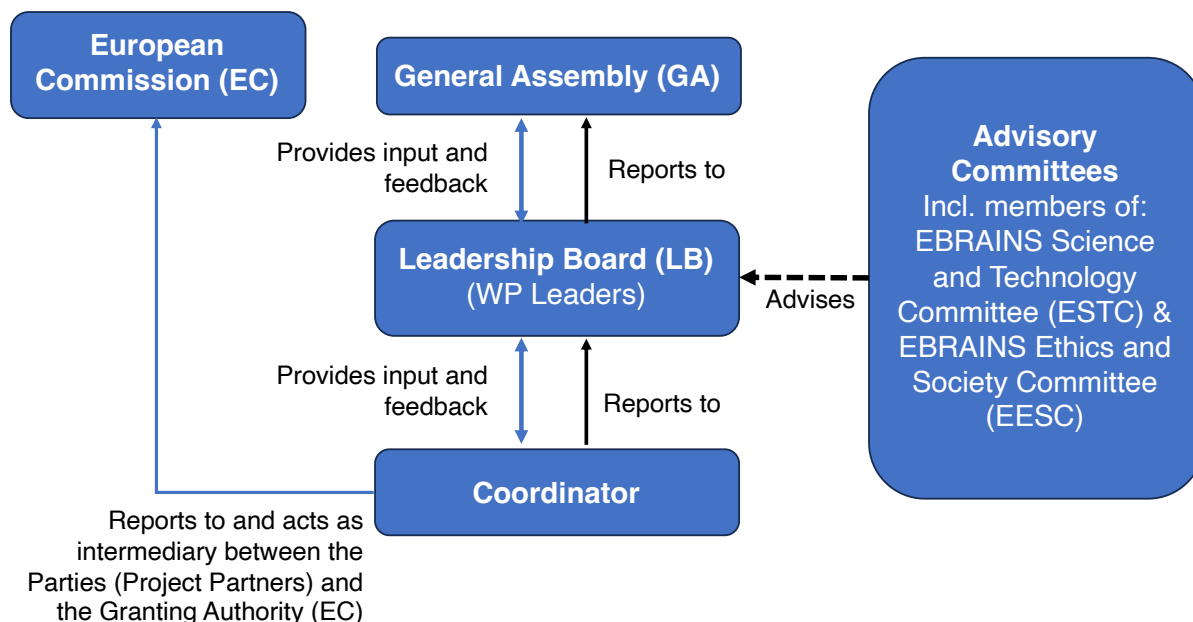 European
Commission (EC)
General Assembly (GA)
Provides input and
feedback
Reports to
Leadership Board (LB)
(WP Leaders)
Advises
Advisory
Committees
Incl. members of:
EBRAINS Science
and Technology
Committee (ESTC) &
EBRAINS Ethics and
Society Committee
(EESC)
Provides input and
feedback
Reports to
Coordinator
Reports to and acts as
intermediary between the
Parties (Project Partners) and
the Granting Authority (EC)